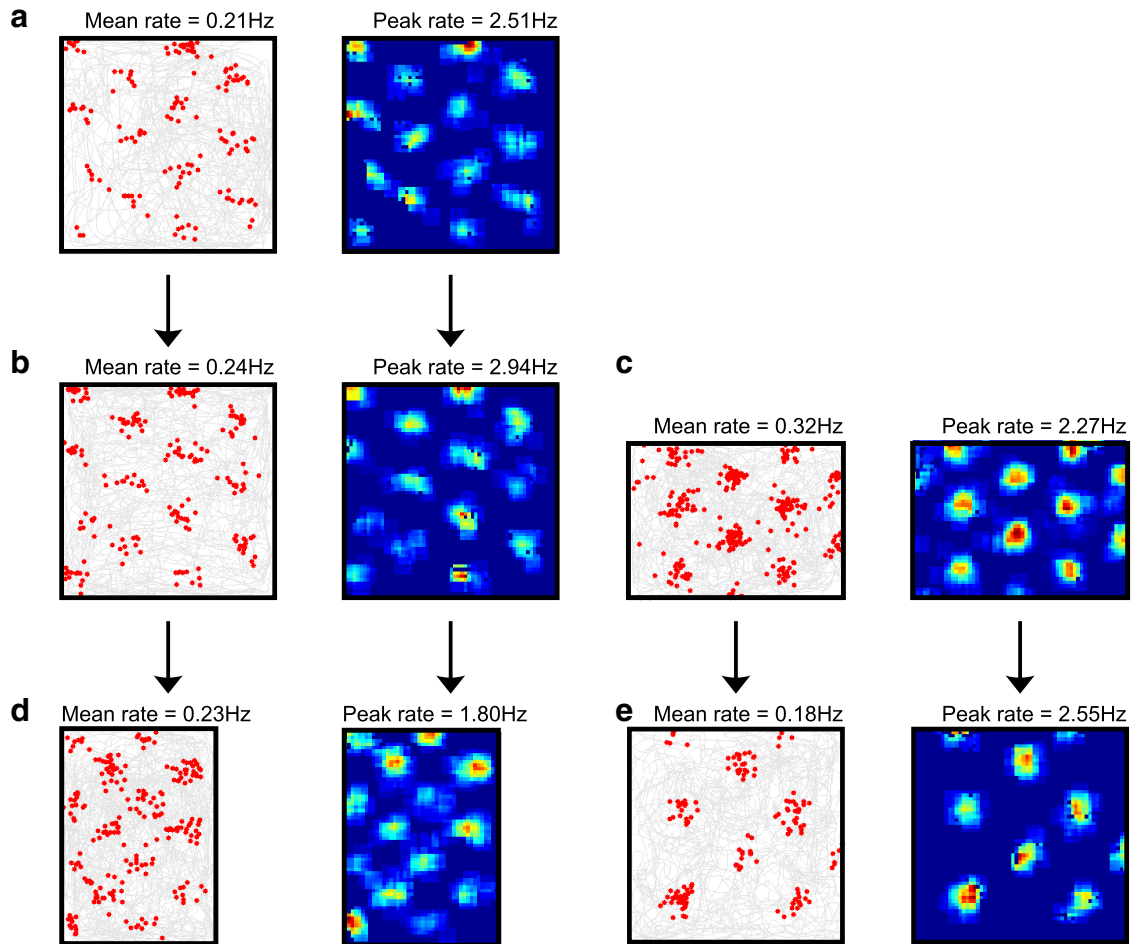 a
Mean rate = 0.21Hz
Peak rate = 2.51Hz
b
Mean rate = 0.24Hz
Peak rate = 2.94Hz
c
Mean rate = 0.32Hz
Peak rate = 2.27Hz
d
Mean rate = 0.23Hz
Peak rate = 1.80Hz
e
Mean rate = 0.18Hz
Peak rate = 2.55Hz